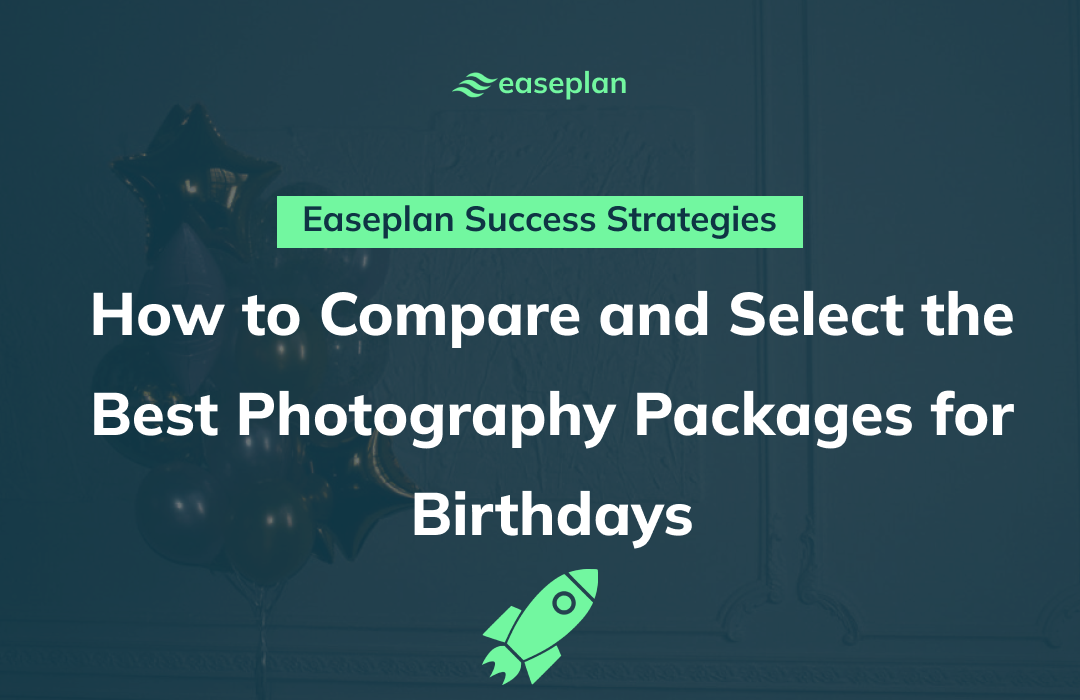 easeplan
Easeplan Success Strategies
How to Compare and Select the
Best Photography Packages for
Birthdays